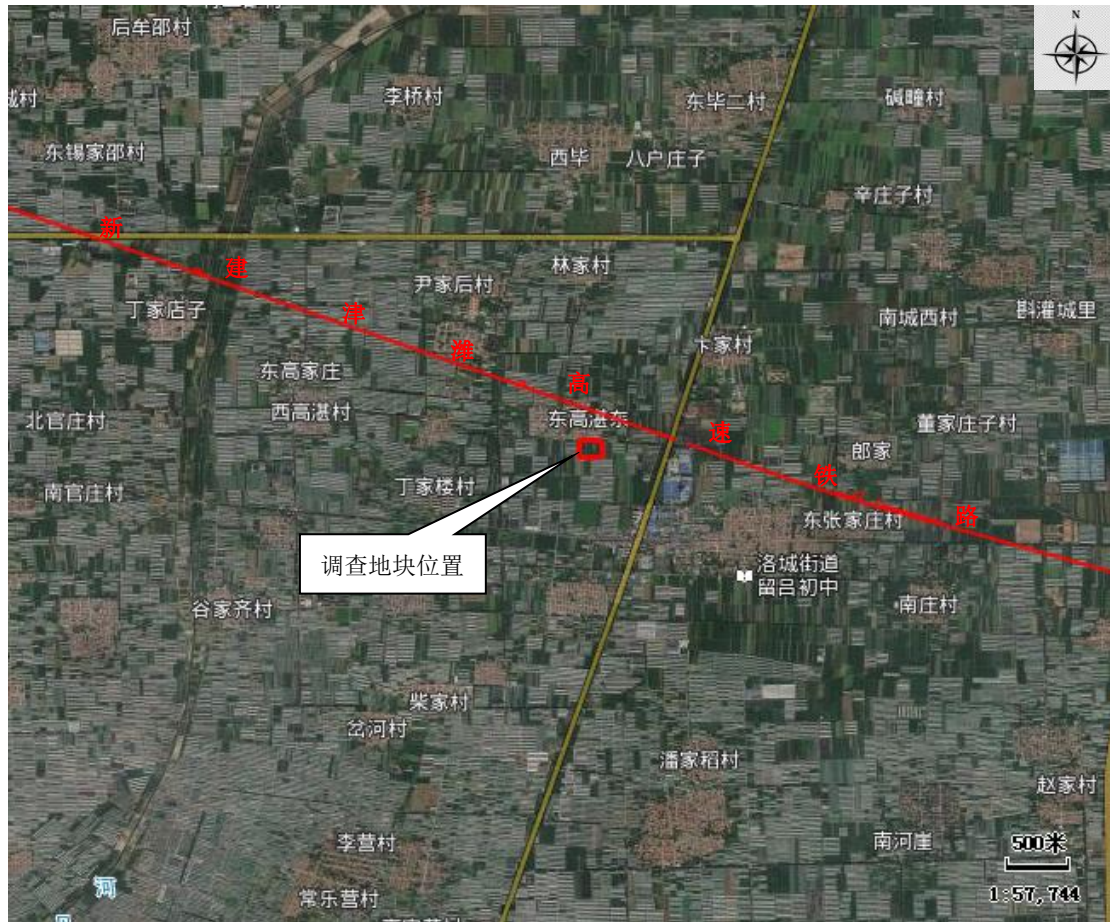 N
后牟邵村
李桥村
东毕二村
碱疃村
城村
东锡家邵村
西毕
八户庄子
辛庄子村
新建津潍高速铁路
林家村
尹家后村
丁家店子
南城西村
斟灌城里
卞家村
东高家庄
西高湛村
东高湛东
北官庄村
董家庄子村
郎家
南官庄村
丁家楼村
东张家庄村
调查地块位置
洛城街道
留吕初中
谷家齐村
南庄村
柴家村
岔河村
潘家稻村
赵家村
李营村
南河崖
500米
1:57,744
河
常乐营村